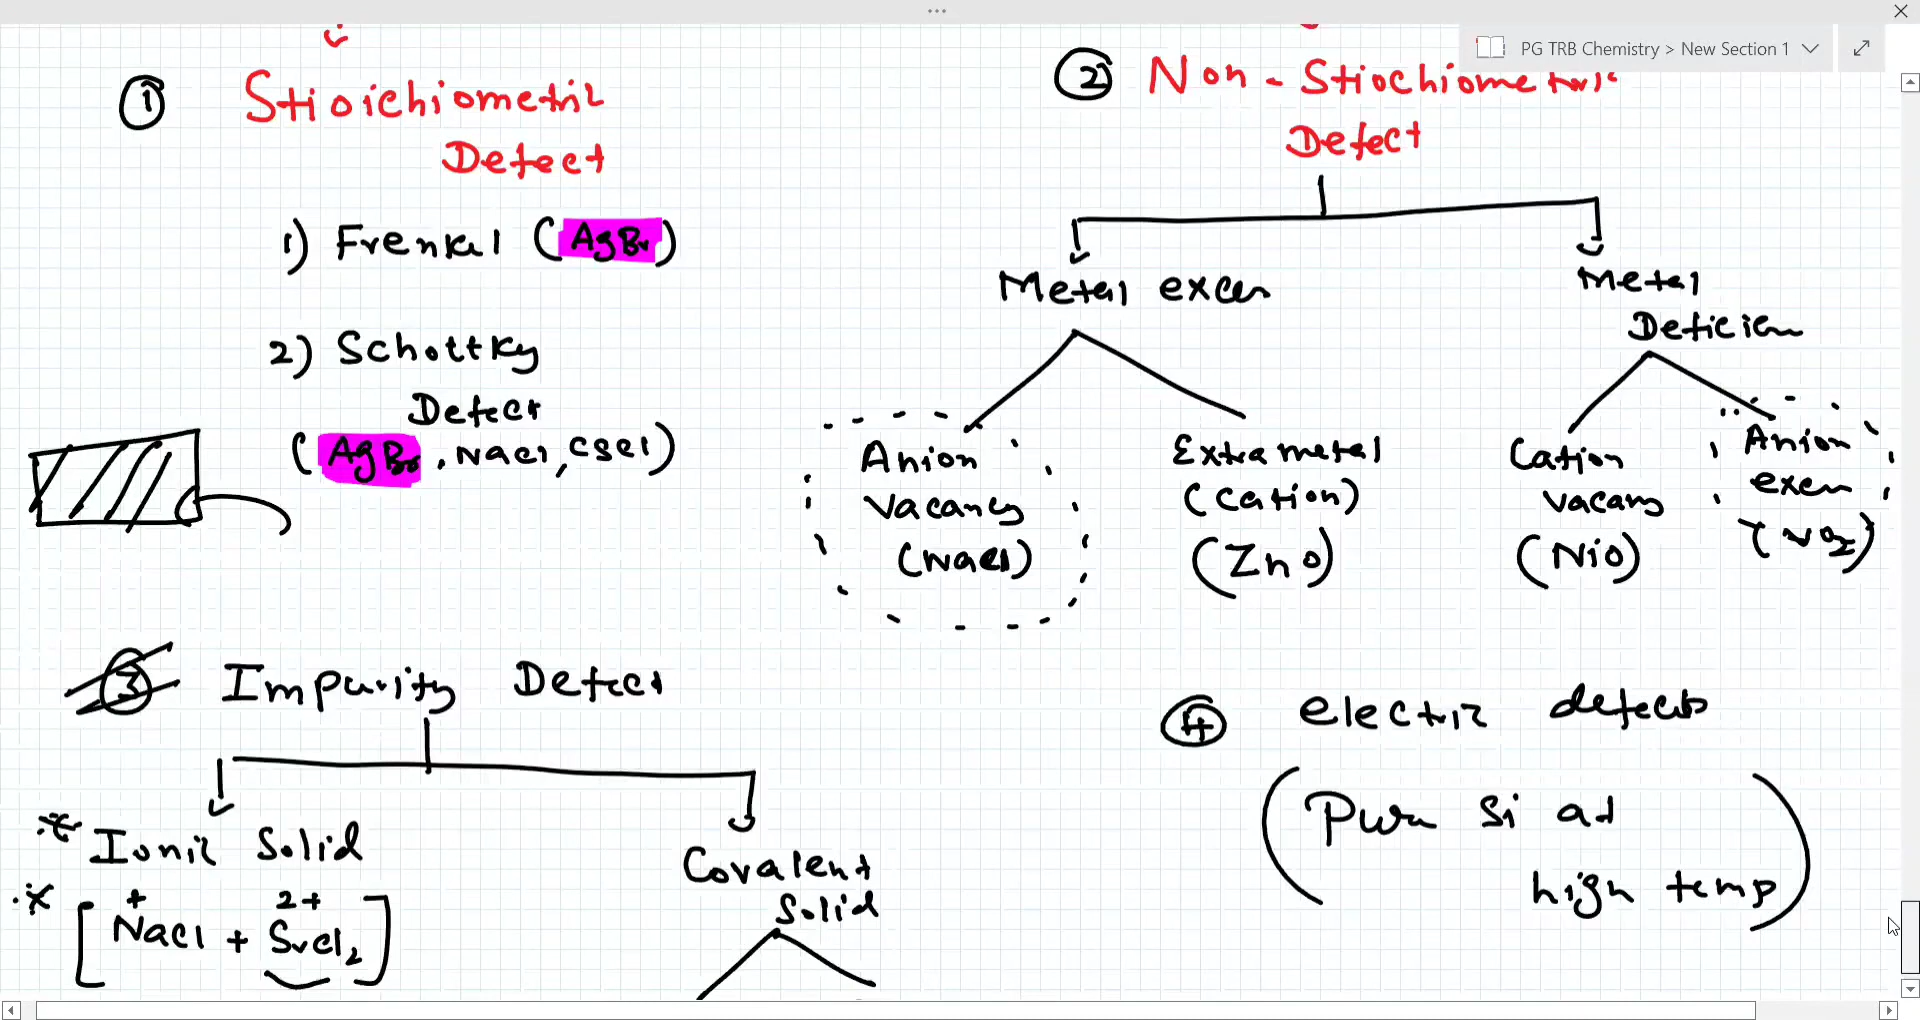 PG TRB Chemistry > New Section 1
① Stioichiometric
Defect
1) Frenkel (AgBr)
2) Schottky
Defect
(AgBr, NaCl, CsCl)
② Non-Stiochiometric
Defect
Metal excess
Anion
vacancy
(NaCl)
Extra metal
(Cation)
(ZnO)
Metal
Deficien
Cation
vacancy
(NiO)
Anion
excess
③ Impurity Defect
Ionic Solid
[Na+Cl + Sr2+Cl2]
Covalent
Solid
④ electric defects
(Pure Si at
high temp)